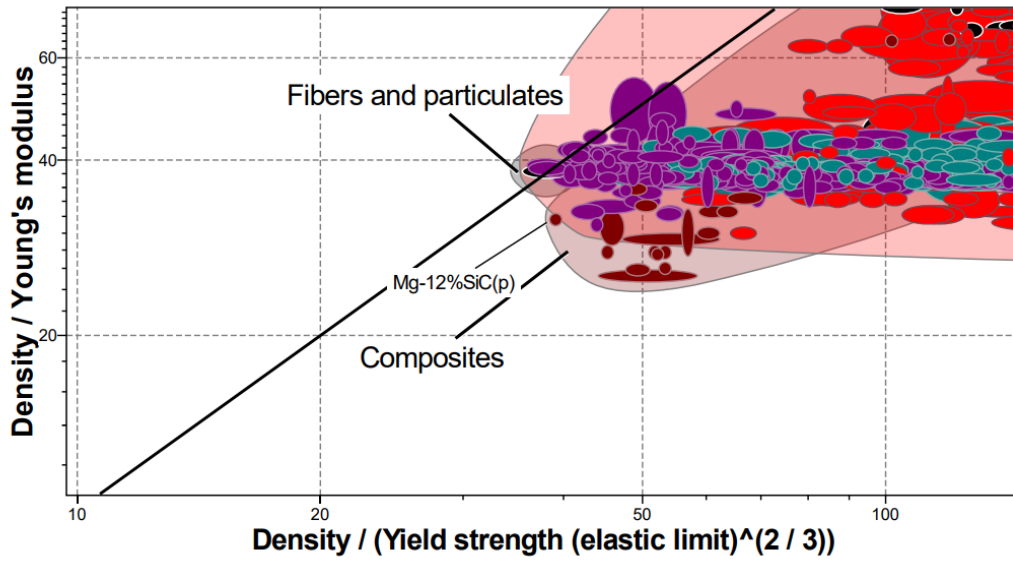 60
Fibers and particulates
40
Mg-12%SiC(p)
20
Composites
Density / Young's modulus
10
20
50
100
Density / (Yield strength (elastic limit)^(2 / 3))